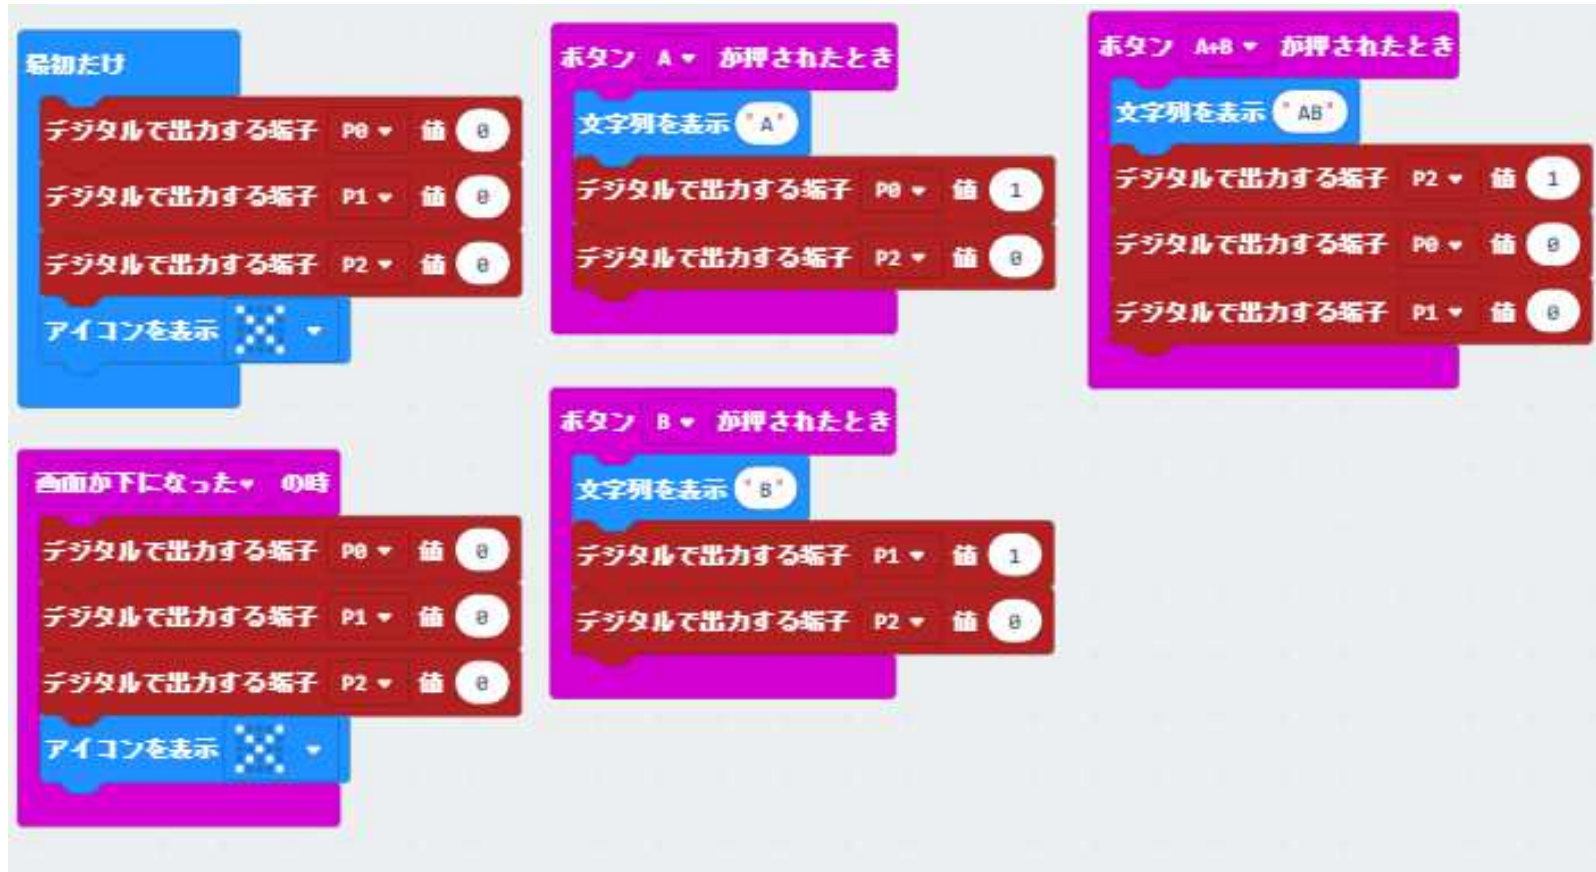 最初だけ
デジタルで出力する端子 P0 値 0
デジタルで出力する端子 P1 値 0
デジタルで出力する端子 P2 値 0
アイコンを表示
画面が下になった の時
デジタルで出力する端子 P0 値 0
デジタルで出力する端子 P1 値 0
デジタルで出力する端子 P2 値 0
アイコンを表示
ボタン A が押されたとき
文字列を表示 "A"
デジタルで出力する端子 P0 値 1
デジタルで出力する端子 P2 値 0
ボタン B が押されたとき
文字列を表示 "B"
デジタルで出力する端子 P1 値 1
デジタルで出力する端子 P2 値 0
ボタン A+B が押されたとき
文字列を表示 "AB"
デジタルで出力する端子 P2 値 1
デジタルで出力する端子 P0 値 0
デジタルで出力する端子 P1 値 0